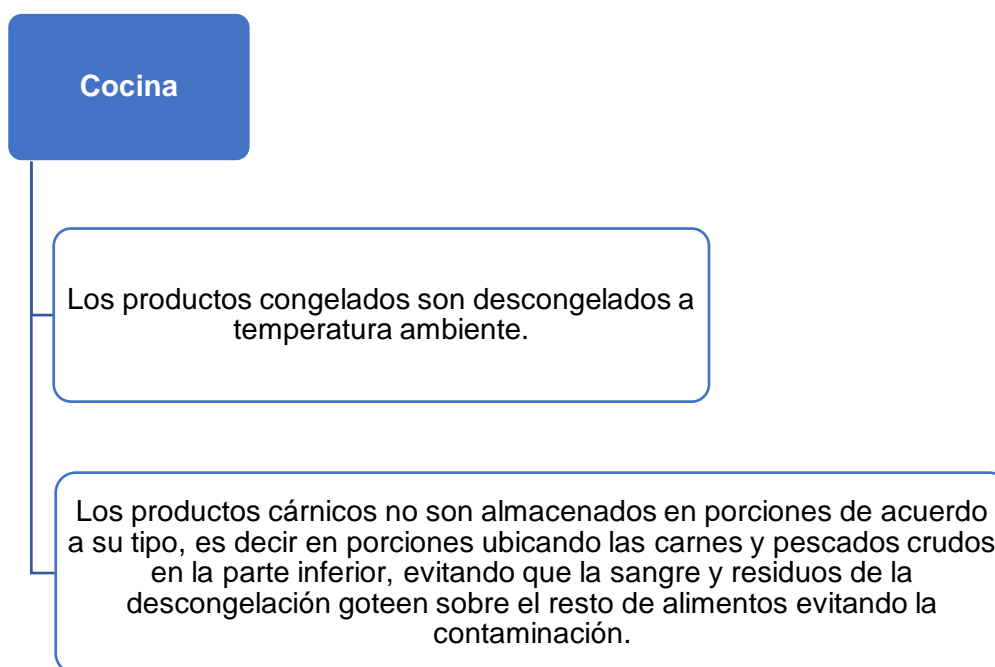 Cocina
Los productos congelados son descongelados a
temperatura ambiente.
Los productos cárnicos no son almacenados en porciones de acuerdo
a su tipo, es decir en porciones ubicando las carnes y pescados crudos
en la parte inferior, evitando que la sangre y residuos de la
descongelación goteen sobre el resto de alimentos evitando la
contaminación.